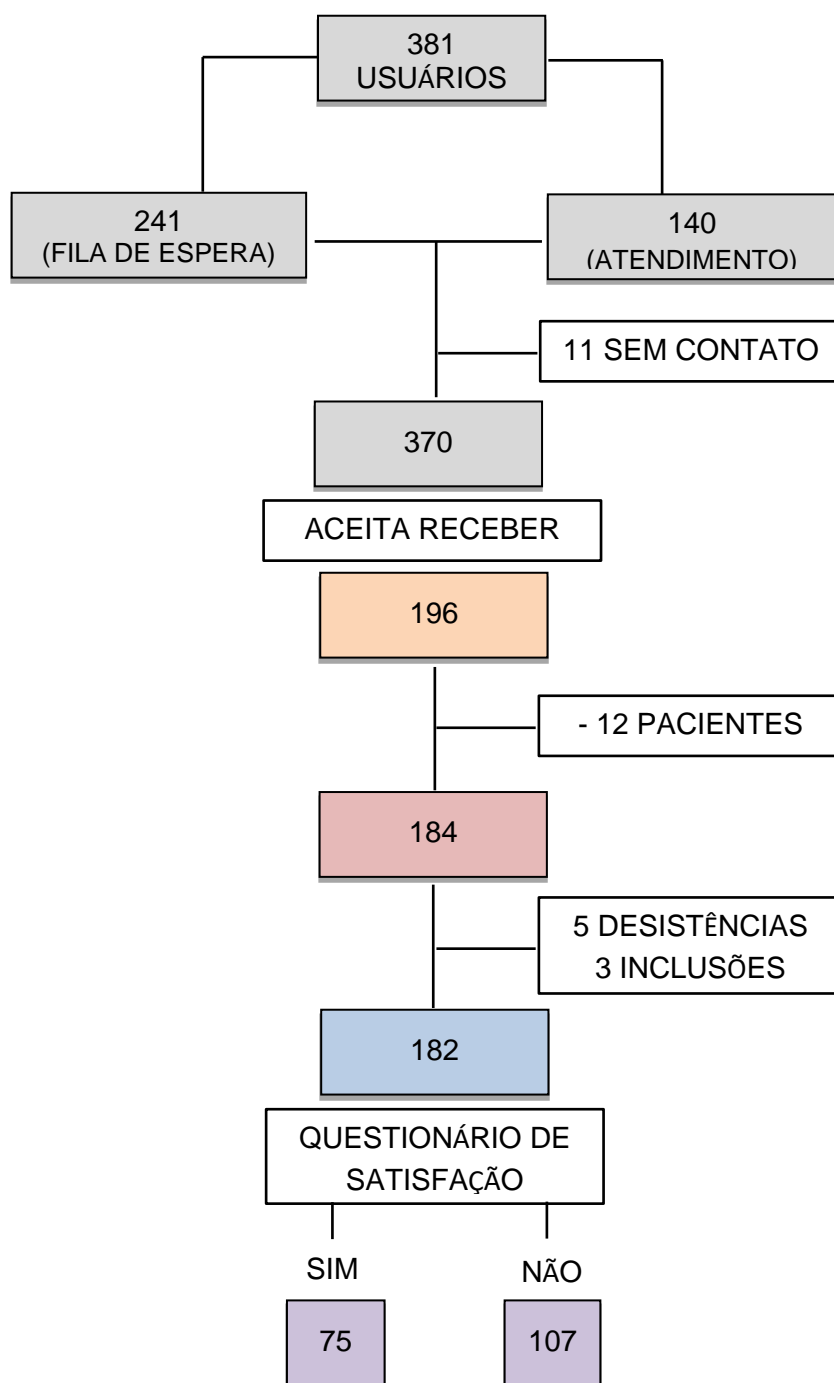 381
USUÁRIOS
241
(FILA DE ESPERA)
140
(ATENDIMENTO)
11 SEM CONTATO
370
ACEITA RECEBER
196
- 12 PACIENTES
184
5 DESISTÊNCIAS
3 INCLUSÕES
182
QUESTIONÁRIO DE
SATISFAÇÃO
SIM
NÃO
75
107